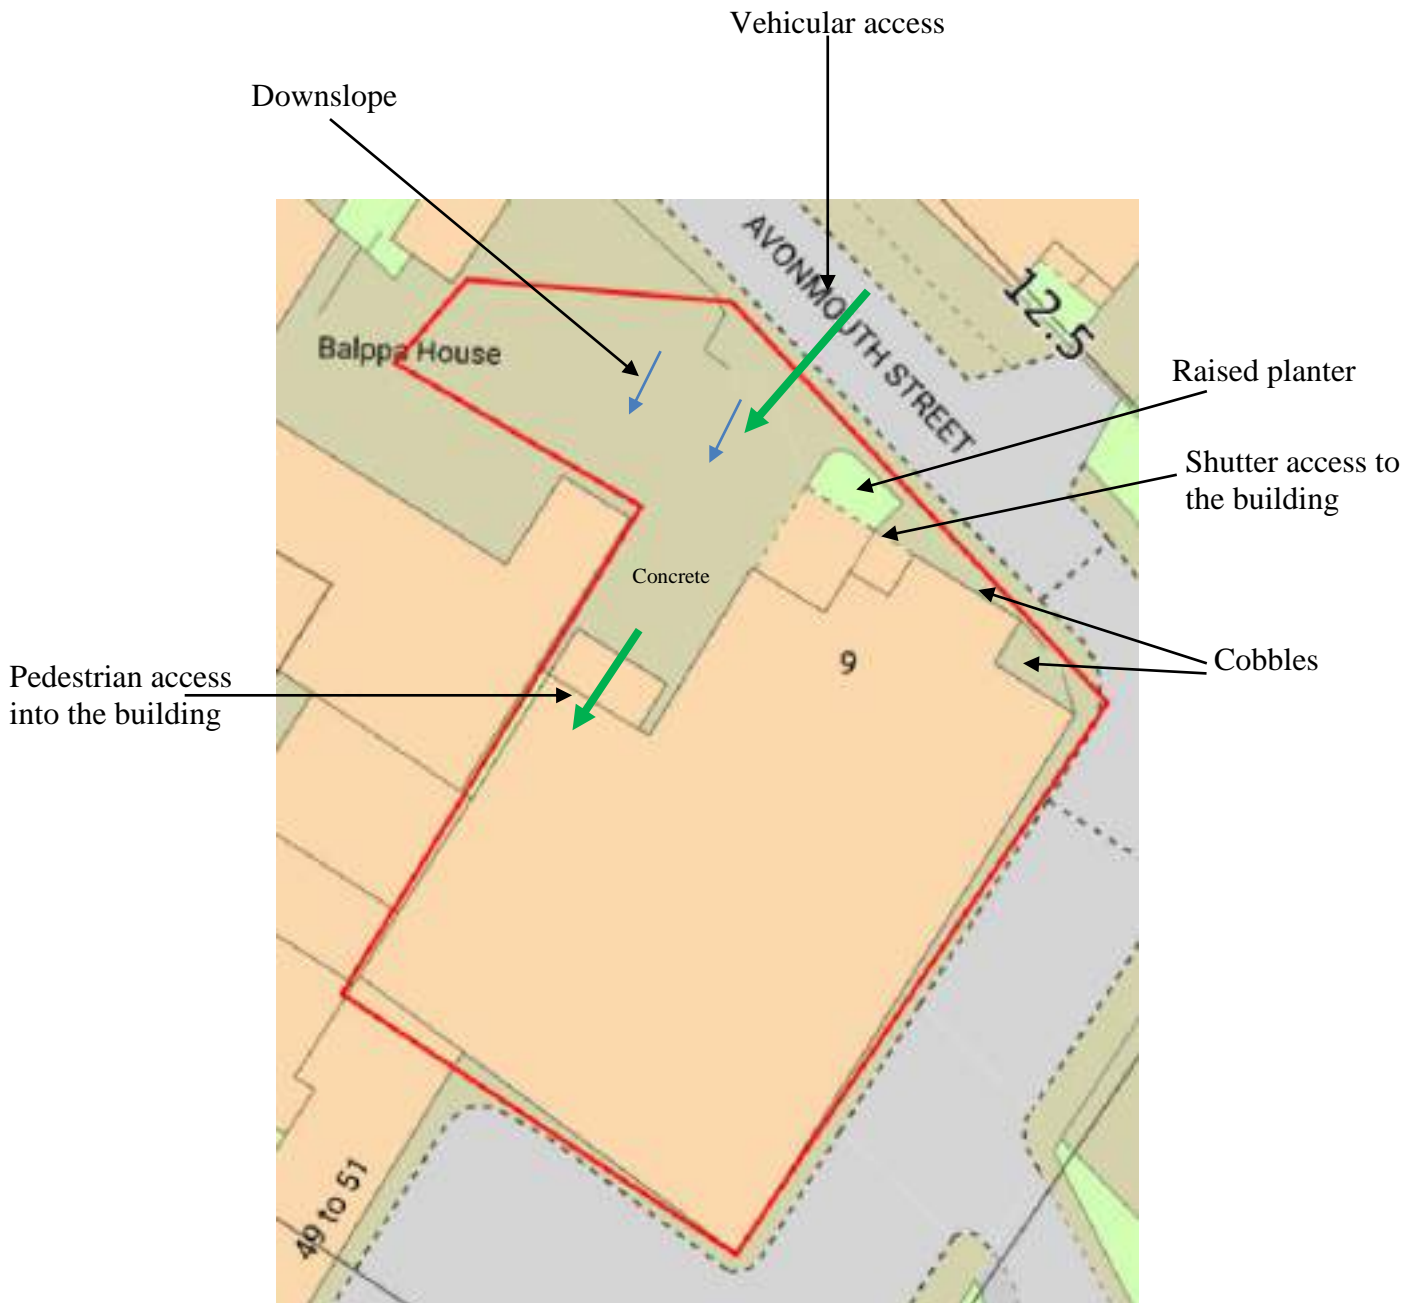 Vehicular access
Downslope
AVONMOUTH STREET
12.5
Balppa House
Raised planter
Shutter access to
the building
Concrete
9
Cobbles
Pedestrian access
into the building
49 to 51